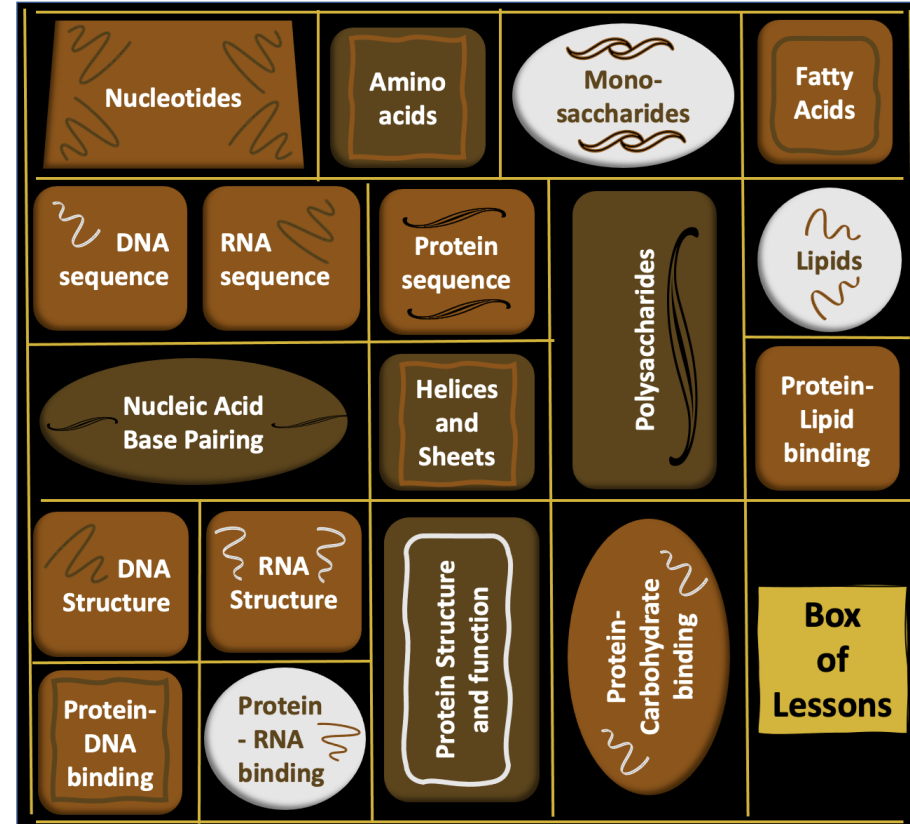 Nucleotides
Amino
acids
Mono-
saccharides
Fatty
Acids
DNA
sequence
RNA
sequence
Protein
sequence
Polysaccharides
Lipids
Nucleic Acid
Base Pairing
Helices
and
Sheets
Protein-
Lipid
binding
DNA
Structure
RNA
Structure
Protein Structure
and function
Protein-
Carbohydrate
binding
Box
of
Lessons
Protein-
DNA
binding
Protein
- RNA
binding